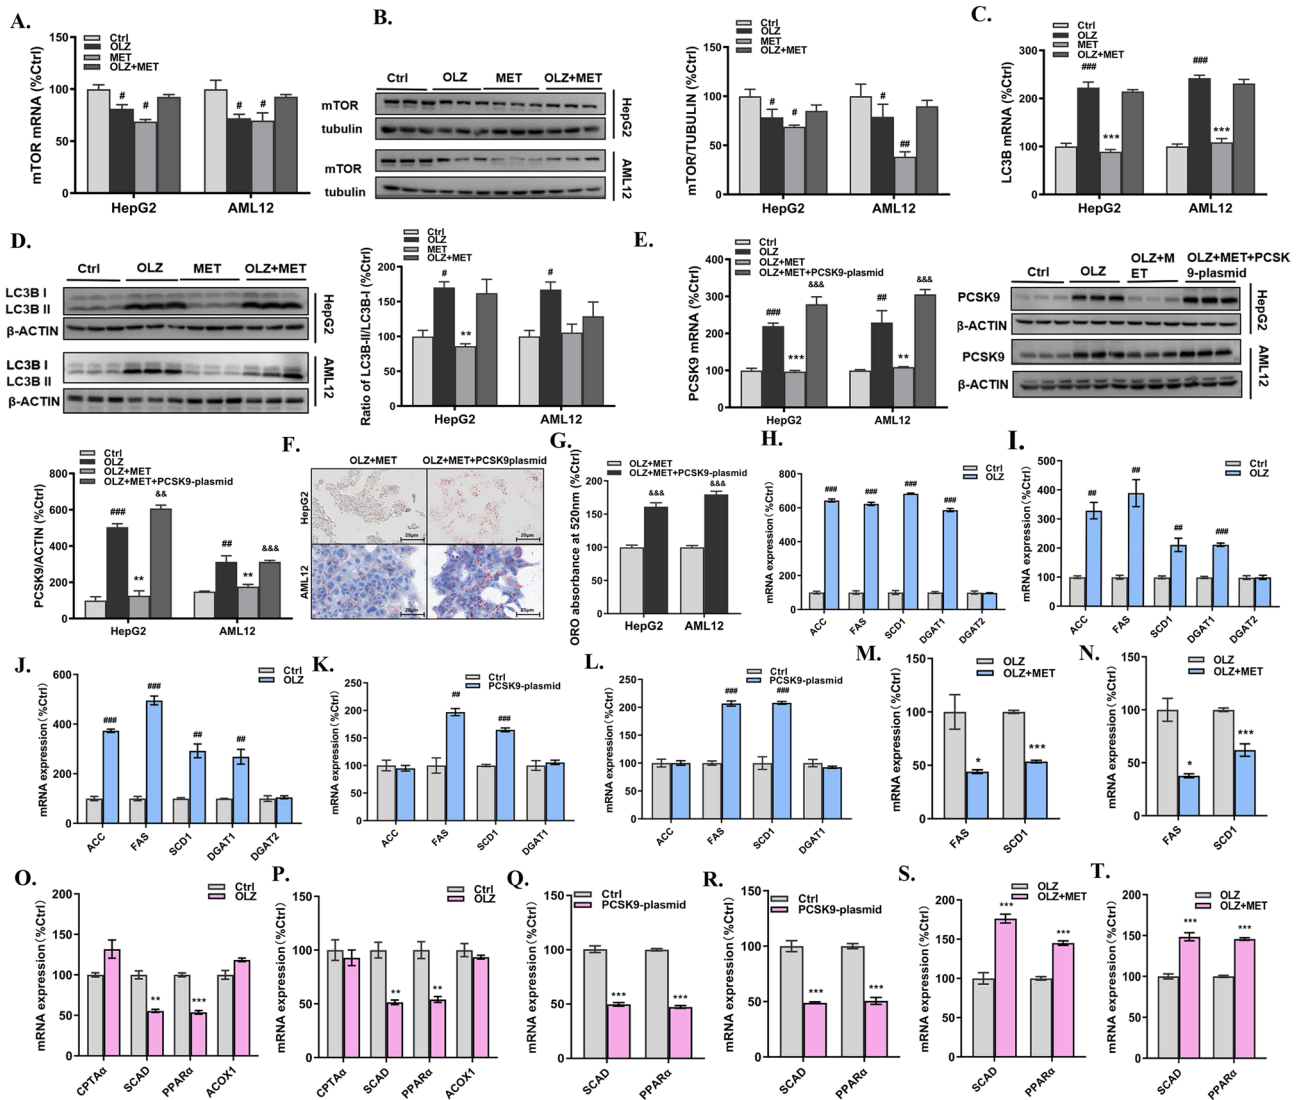 A.
mTOR mRNA (%Ctrl)
150
100
50
0
Ctrl
OLZ
MET
OLZ+MET
#
#
#
#
HepG2
AML12
B.
Ctrl
OLZ
MET
OLZ+MET
mTOR
tubulin
HepG2
mTOR
tubulin
AML12
mTOR/TUBULIN (%Ctrl)
150
100
50
0
Ctrl
OLZ
MET
OLZ+MET
#
#
#
##
HepG2
AML12
C.
LC3B mRNA (%Ctrl)
300
200
100
0
Ctrl
OLZ
MET
OLZ+MET
###
***
###
***
HepG2
AML12
D.
Ctrl
OLZ
MET
OLZ+MET
LC3B I
LC3B II
β-ACTIN
HepG2
LC3B I
LC3B II
β-ACTIN
AML12
Ratio of LC3B-II/LC3B-I (%Ctrl)
200
150
100
50
0
Ctrl
OLZ
MET
OLZ+MET
#
**
#
HepG2
AML12
E.
PCSK9 mRNA (%Ctrl)
400
300
200
100
0
Ctrl
OLZ
OLZ+MET
OLZ+MET+PCSK9-plasmid
###
***
&&&
##
**
&&&
HepG2
AML12
Ctrl
OLZ
OLZ+M
ET
OLZ+MET+PCSK
9-plasmid
PCSK9
β-ACTIN
HepG2
PCSK9
β-ACTIN
AML12
PCSK9/ACTIN (%Ctrl)
800
600
400
200
0
Ctrl
OLZ
OLZ+MET
OLZ+MET+PCSK9-plasmid
###
**
&&
##
**
&&&
HepG2
AML12
F.
OLZ+MET
OLZ+MET+PCSK9plasmid
HepG2
AML12
20μm
20μm
20μm
20μm
G.
ORO absorbance at 520nm (%Ctrl)
200
150
100
50
0
OLZ+MET
OLZ+MET+PCSK9-plasmid
&&&
&&&
HepG2
AML12
H.
mRNA expression (%Ctrl)
800
600
400
200
0
Ctrl
OLZ
###
###
###
###
ACC
FAS
SCD1
DGAT1
DGAT2
I.
mRNA expression (%Ctrl)
500
400
300
200
100
0
Ctrl
OLZ
##
##
##
###
ACC
FAS
SCD1
DGAT1
DGAT2
J.
mRNA expression (%Ctrl)
600
400
200
0
Ctrl
OLZ
###
###
##
##
ACC
FAS
SCD1
DGAT1
DGAT2
K.
mRNA expression (%Ctrl)
250
200
150
100
50
0
Ctrl
PCSK9-plasmid
##
###
ACC
FAS
SCD1
DGAT1
L.
mRNA expression (%Ctrl)
250
200
150
100
50
0
Ctrl
PCSK9-plasmid
###
###
ACC
FAS
SCD1
DGAT1
M.
mRNA expression (%Ctrl)
150
100
50
0
OLZ
OLZ+MET
*
***
FAS
SCD1
N.
mRNA expression (%Ctrl)
150
100
50
0
OLZ
OLZ+MET
*
***
FAS
SCD1
O.
mRNA expression (%Ctrl)
200
150
100
50
0
Ctrl
OLZ
**
***
CPTAα
SCAD
PPARα
ACOX1
P.
mRNA expression (%Ctrl)
150
100
50
0
Ctrl
OLZ
**
**
CPTAα
SCAD
PPARα
ACOX1
Q.
mRNA expression (%Ctrl)
150
100
50
0
Ctrl
PCSK9-plasmid
***
***
SCAD
PPARα
R.
mRNA expression (%Ctrl)
150
100
50
0
Ctrl
PCSK9-plasmid
***
***
SCAD
PPARα
S.
mRNA expression (%Ctrl)
200
150
100
50
0
OLZ
OLZ+MET
***
***
SCAD
PPARα
T.
mRNA expression (%Ctrl)
200
150
100
50
0
OLZ
OLZ+MET
***
***
SCAD
PPARα